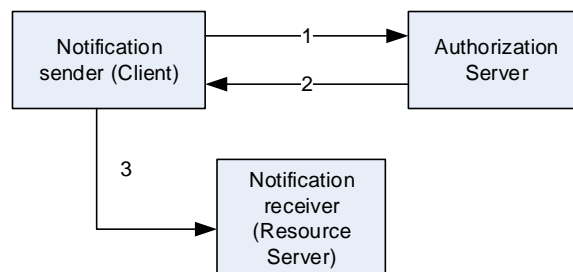 Notification
sender (Client)
1
Authorization
Server
2
3
Notification
receiver
(Resource
Server)